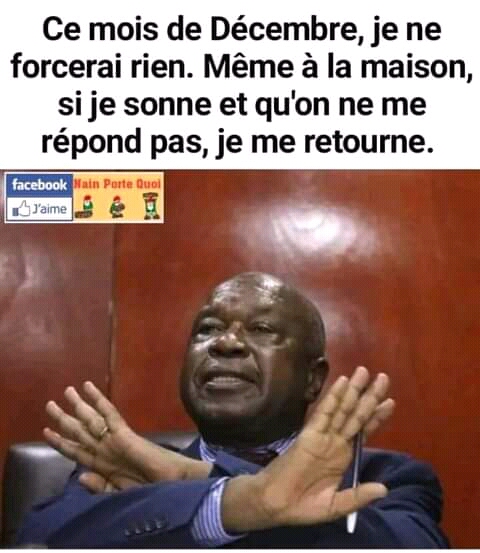 Ce mois de Décembre, je ne
forcerai rien. Même à la maison,
si je sonne et qu'on ne me
répond pas, je me retourne.
facebook Nain Porte Quoi
J'aime